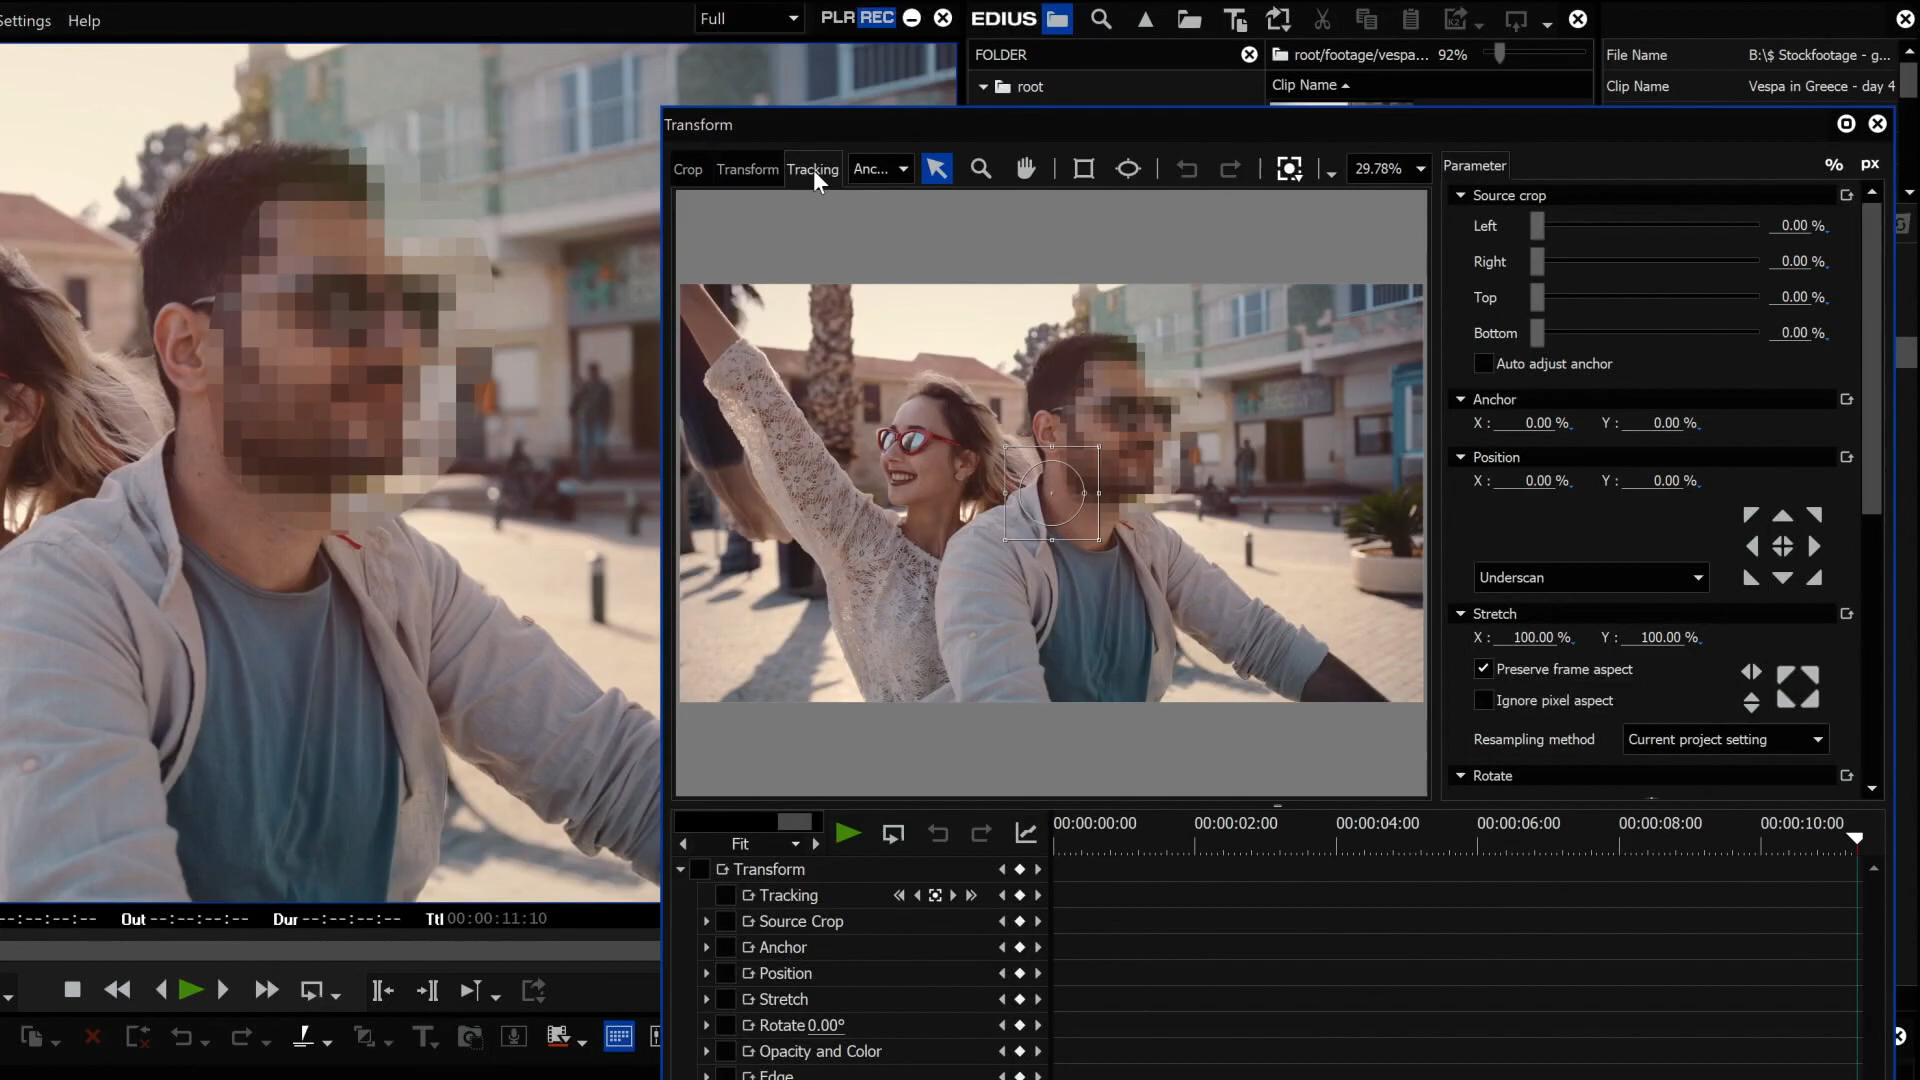 Settings Help
Full
PLR REC
EDIUS
FOLDER
root
root/footage/vespa... 92%
Clip Name
File Name B:\$ Stockfootage - g...
Clip Name Vespa in Greece - day 4
Transform
Crop Transform Tracking Anc... 29.78%
Parameter % px
Source crop
Left 0.00 %
Right 0.00 %
Top 0.00 %
Bottom 0.00 %
Auto adjust anchor
Anchor
X : 0.00 % Y : 0.00 %
Position
X : 0.00 % Y : 0.00 %
Underscan
Stretch
X : 100.00 % Y : 100.00 %
Preserve frame aspect
Ignore pixel aspect
Resampling method Current project setting
Rotate
Fit
00:00:00:00 00:00:02:00 00:00:04:00 00:00:06:00 00:00:08:00 00:00:10:00
Transform
Tracking
Source Crop
Anchor
Position
Stretch
Rotate 0.00°
Opacity and Color
Edge
--:--:--:-- Out --:--:--:-- Dur --:--:--:-- Ttl 00:00:11:10